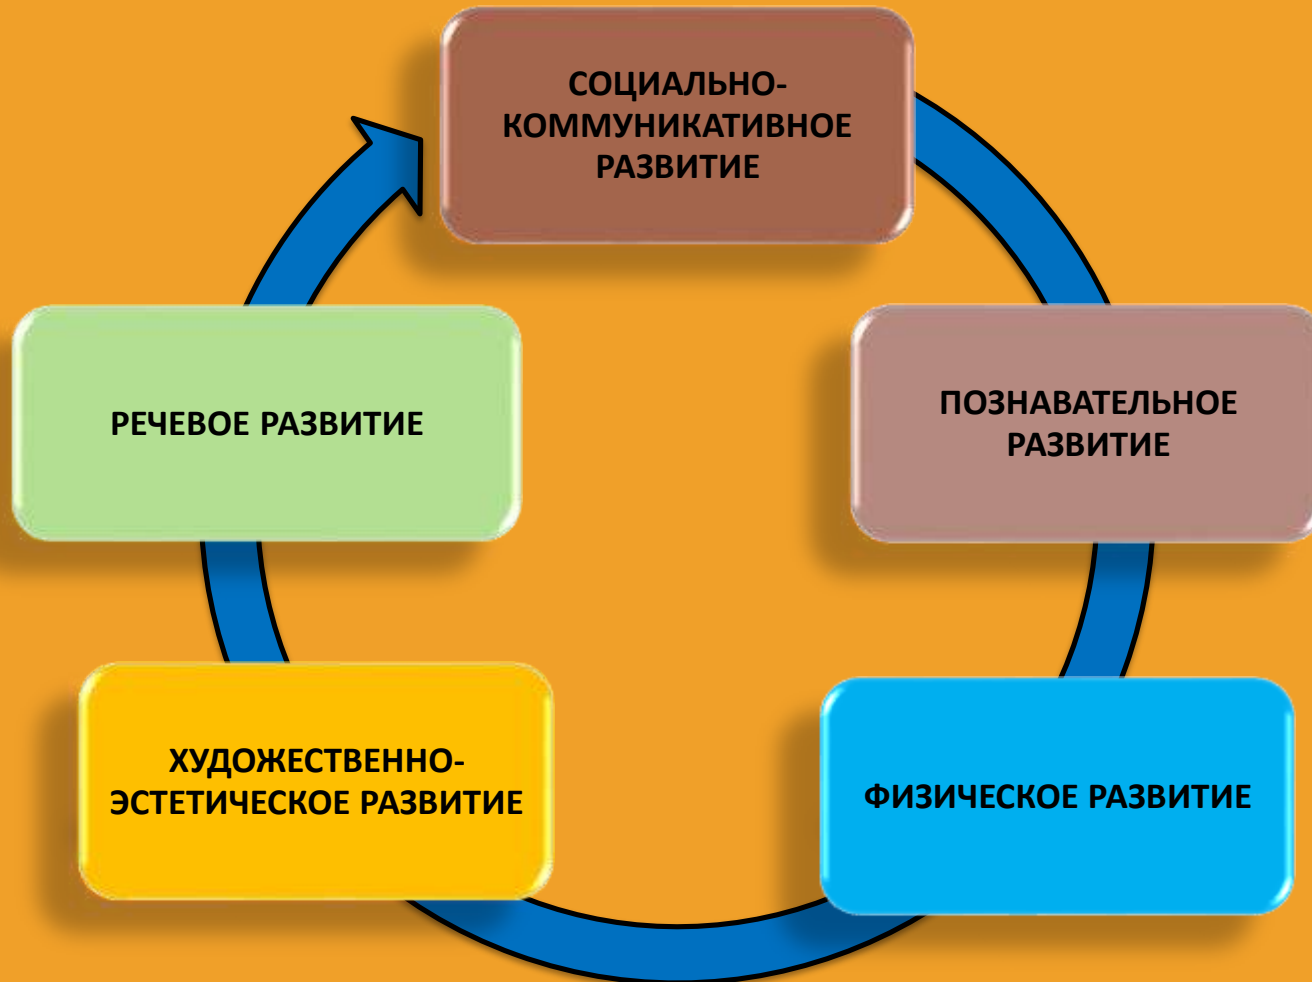 СОЦИАЛЬНО-
КОММУНИКАТИВНОЕ
РАЗВИТИЕ
РЕЧЕВОЕ РАЗВИТИЕ
ПОЗНАВАТЕЛЬНОЕ
РАЗВИТИЕ
ХУДОЖЕСТВЕННО-
ЭСТЕТИЧЕСКОЕ РАЗВИТИЕ
ФИЗИЧЕСКОЕ РАЗВИТИЕ